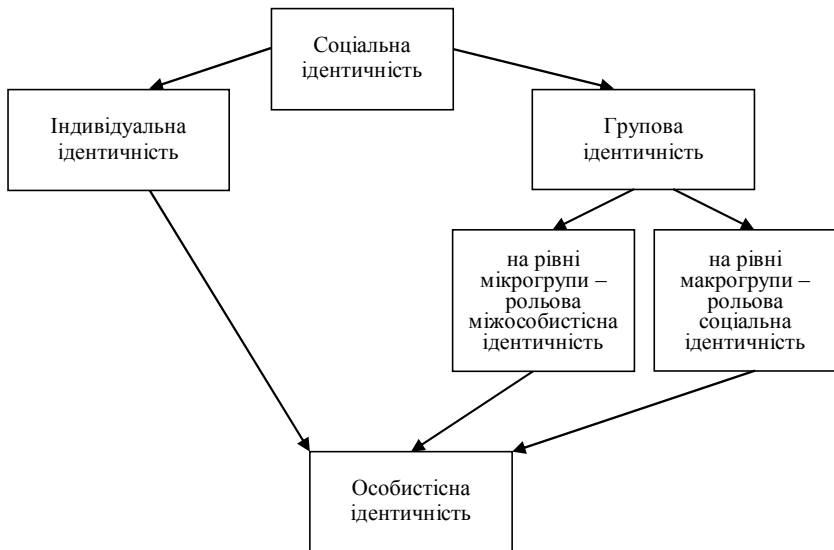 Соціальна
ідентичність
Індивідуальна
ідентичність
Групова
ідентичність
на рівні
мікрогрупи –
рольова
міжособистісна
ідентичність
на рівні
макрогрупи –
рольова
соціальна
ідентичність
Особистісна
ідентичність